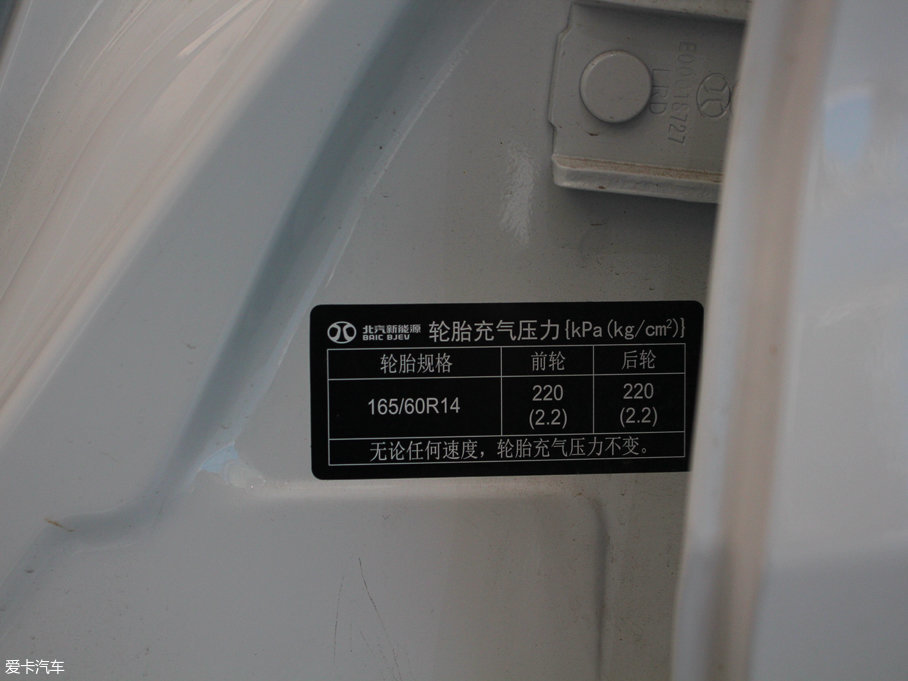 E00A16727
LRD
北汽新能源 轮胎充气压力{kPa(kg/cm²)}
BAIC BJEV
轮胎规格 前轮 后轮
165/60R14 220 220
(2.2) (2.2)
无论任何速度，轮胎充气压力不变。
爱卡汽车